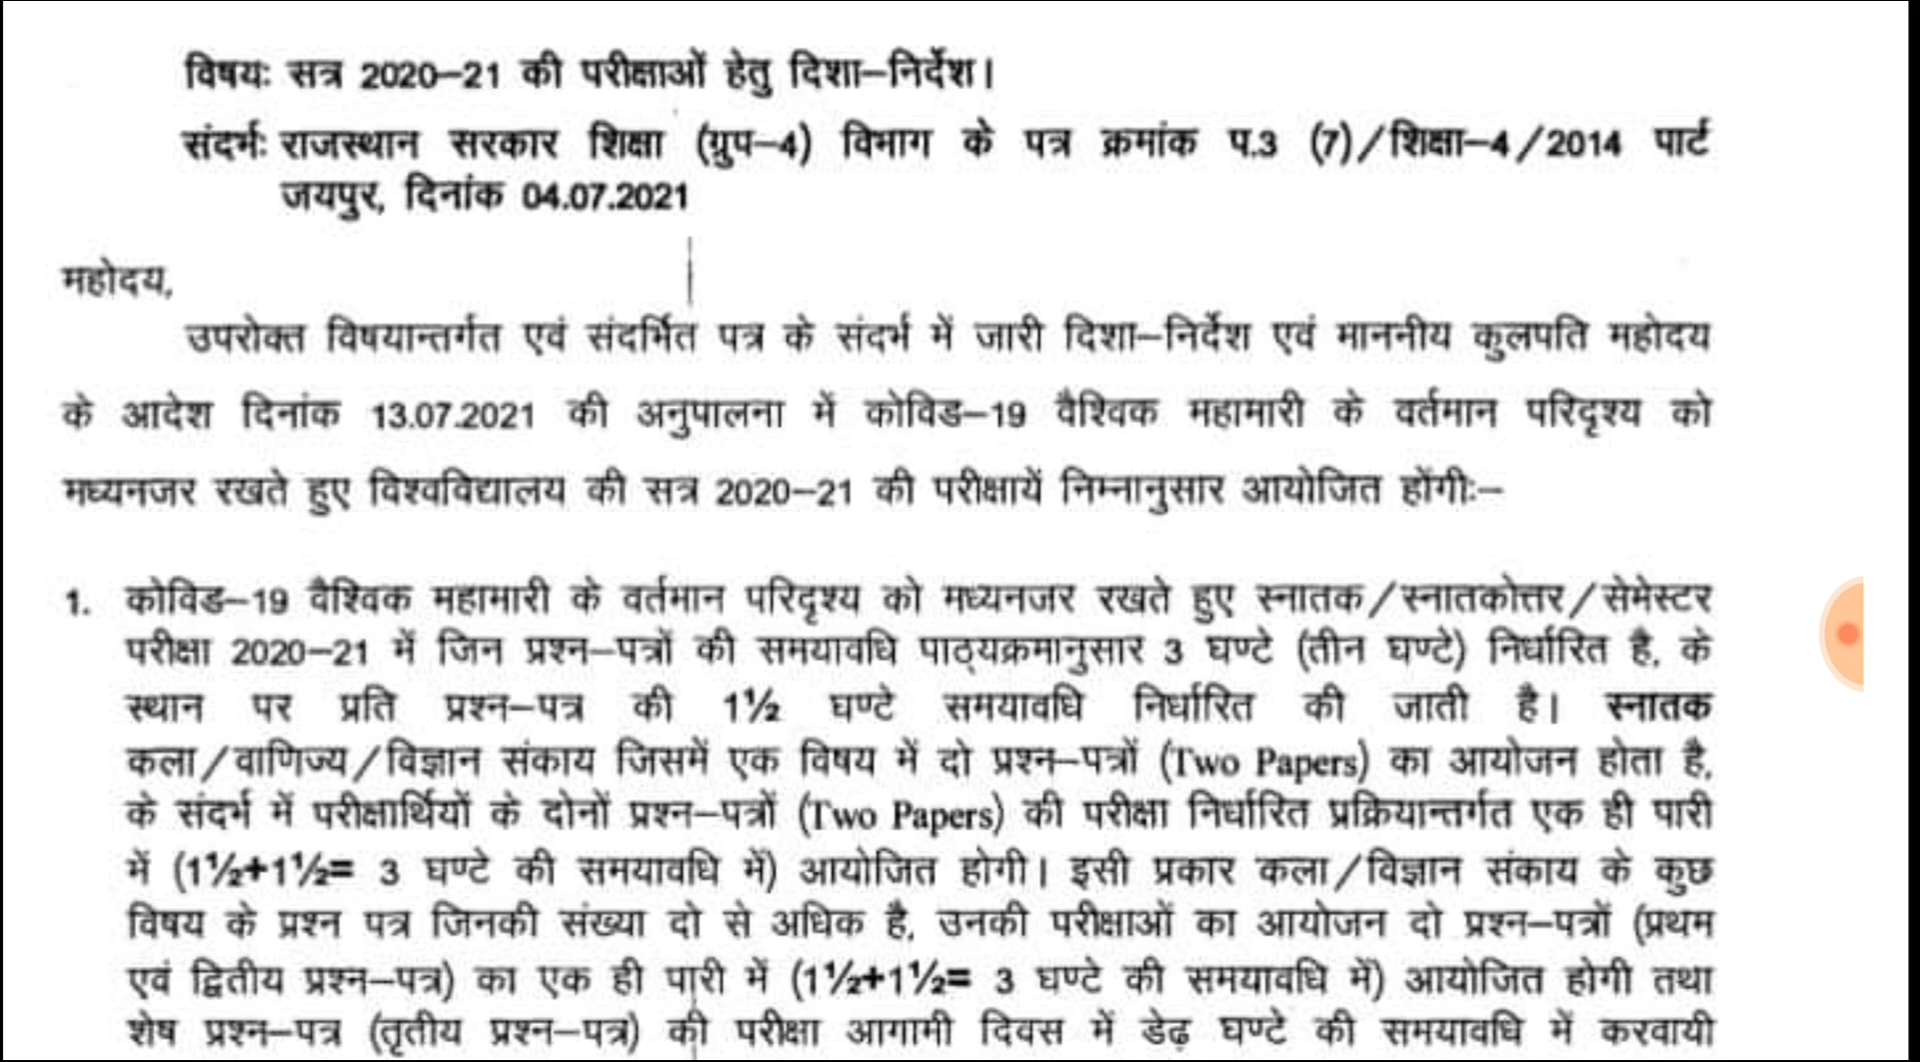 विषयः सत्र 2020–21 की परीक्षाओं हेतु दिशा–निर्देश।
संदर्भः राजस्थान सरकार शिक्षा (ग्रुप–4) विभाग के पत्र क्रमांक प.3 (7)/शिक्षा–4/2014 पार्ट
जयपुर, दिनांक 04.07.2021
महोदय,
उपरोक्त विषयान्तर्गत एवं संदर्भित पत्र के संदर्भ में जारी दिशा–निर्देश एवं माननीय कुलपति महोदय
के आदेश दिनांक 13.07.2021 की अनुपालना में कोविड–19 वैश्विक महामारी के वर्तमान परिदृश्य को
मध्यनजर रखते हुए विश्वविद्यालय की सत्र 2020–21 की परीक्षायें निम्नानुसार आयोजित होंगीः–
1. कोविड–19 वैश्विक महामारी के वर्तमान परिदृश्य को मध्यनजर रखते हुए स्नातक/स्नातकोत्तर/सेमेस्टर
परीक्षा 2020–21 में जिन प्रश्न–पत्रों की समयावधि पाठ्यक्रमानुसार 3 घण्टे (तीन घण्टे) निर्धारित है, के
स्थान पर प्रति प्रश्न–पत्र की 1½ घण्टे समयावधि निर्धारित की जाती है। स्नातक
कला/वाणिज्य/विज्ञान संकाय जिसमें एक विषय में दो प्रश्न–पत्रों (Two Papers) का आयोजन होता है,
के संदर्भ में परीक्षार्थियों के दोनों प्रश्न–पत्रों (Two Papers) की परीक्षा निर्धारित प्रक्रियान्तर्गत एक ही पारी
में (1½+1½= 3 घण्टे की समयावधि में) आयोजित होगी। इसी प्रकार कला/विज्ञान संकाय के कुछ
विषय के प्रश्न पत्र जिनकी संख्या दो से अधिक है, उनकी परीक्षाओं का आयोजन दो प्रश्न–पत्रों (प्रथम
एवं द्वितीय प्रश्न–पत्र) का एक ही पारी में (1½+1½= 3 घण्टे की समयावधि में) आयोजित होगी तथा
शेष प्रश्न–पत्र (तृतीय प्रश्न–पत्र) की परीक्षा आगामी दिवस में डेढ़ घण्टे की समयावधि में करवायी